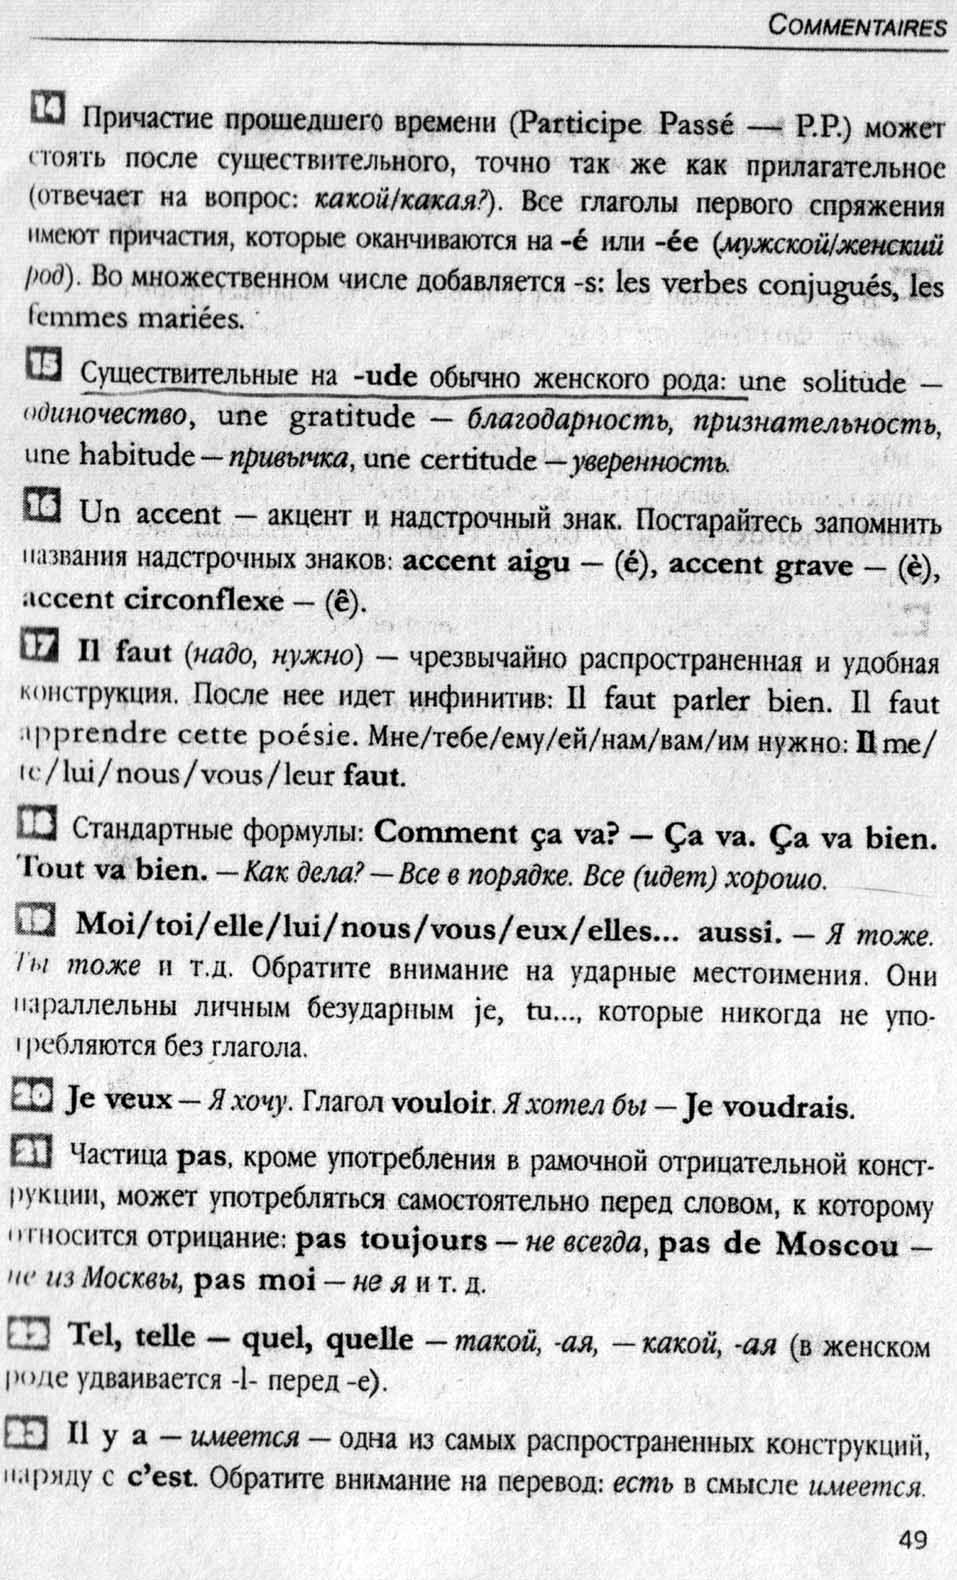 COMMENTAIRES
14 Причастие прошедшего времени (Participe Passé — P.P.) может
стоять после существительного, точно так же как прилагательное
(отвечает на вопрос: какой/какая?). Все глаголы первого спряжения
имеют причастия, которые оканчиваются на -é или -ée (мужской/женский
род). Во множественном числе добавляется -s: les verbes conjugués, les
femmes mariées.
15 Существительные на -ude обычно женского рода: une solitude —
одиночество, une gratitude — благодарность, признательность,
une habitude — привычка, une certitude — уверенность.
16 Un accent — акцент и надстрочный знак. Постарайтесь запомнить
названия надстрочных знаков: accent aigu — (é), accent grave — (è),
accent circonflexe — (ê).
17 Il faut (надо, нужно) — чрезвычайно распространенная и удобная
конструкция. После нее идет инфинитив: Il faut parler bien. Il faut
apprendre cette poésie. Мне/тебе/ему/ей/нам/вам/им нужно: Il me/
te/lui/nous/vous/leur faut.
18 Стандартные формулы: Comment ça va? — Ça va. Ça va bien.
Tout va bien. — Как дела? — Все в порядке. Все (идет) хорошо.
19 Moi/toi/elle/lui/nous/vous/eux/elles... aussi. — Я тоже.
Ты тоже и т.д. Обратите внимание на ударные местоимения. Они
параллельны личным безударным je, tu..., которые никогда не упо-
требляются без глагола.
20 Je veux — Я хочу. Глагол vouloir. Я хотел бы — Je voudrais.
21 Частица pas, кроме употребления в рамочной отрицательной конст-
рукции, может употребляться самостоятельно перед словом, к которому
относится отрицание: pas toujours — не всегда, pas de Moscou —
не из Москвы, pas moi — не я и т. д.
22 Tel, telle — quel, quelle — такой, -ая, — какой, -ая (в женском
роде удваивается -l- перед -e).
23 Il y a — имеется — одна из самых распространенных конструкций,
наряду с c’est. Обратите внимание на перевод: есть в смысле имеется.
49